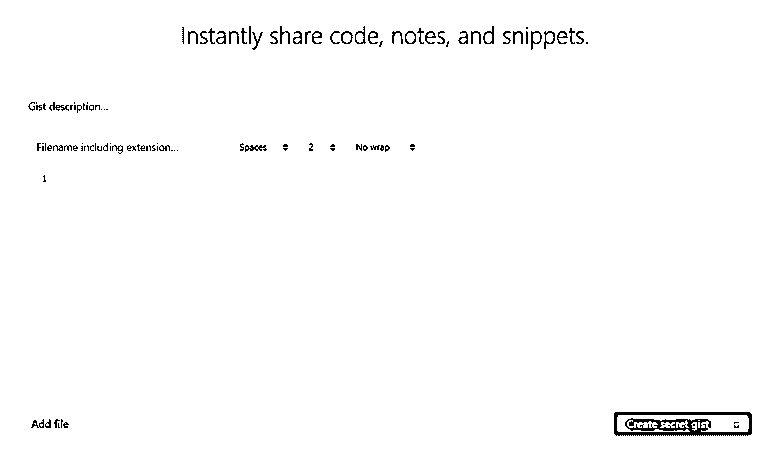 Instantly share code, notes, and snippets.
Gist description...
Filename including extension... Spaces 2 No wrap
1
Add file Create secret gist